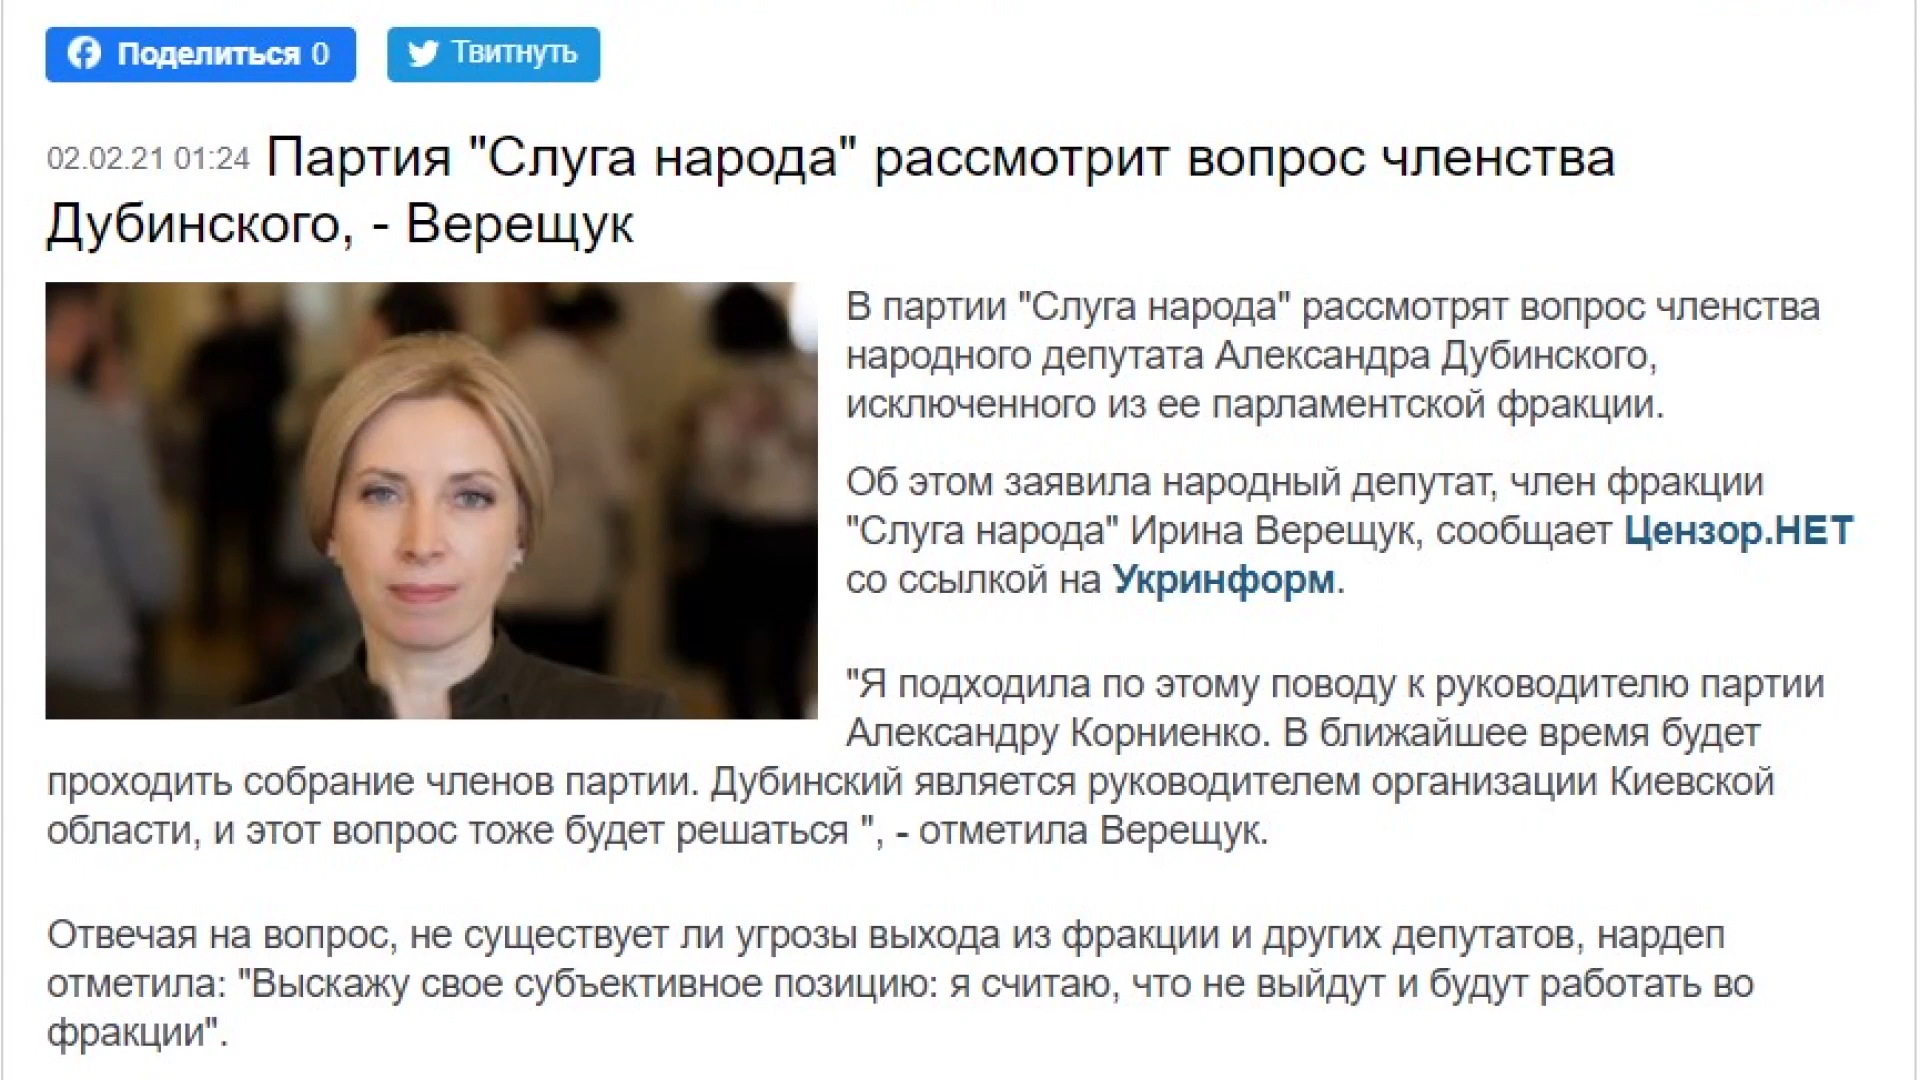 Поделиться 0
Твитнуть
02.02.21 01:24 Партия "Слуга народа" рассмотрит вопрос членства
Дубинского, - Верещук
В партии "Слуга народа" рассмотрят вопрос членства
народного депутата Александра Дубинского,
исключенного из ее парламентской фракции.
Об этом заявила народный депутат, член фракции
"Слуга народа" Ирина Верещук, сообщает Цензор.НЕТ
со ссылкой на Укринформ.
"Я подходила по этому поводу к руководителю партии
Александру Корниенко. В ближайшее время будет
проходить собрание членов партии. Дубинский является руководителем организации Киевской
области, и этот вопрос тоже будет решаться ", - отметила Верещук.
Отвечая на вопрос, не существует ли угрозы выхода из фракции и других депутатов, нардеп
отметила: "Выскажу свое субъективное позицию: я считаю, что не выйдут и будут работать во
фракции".